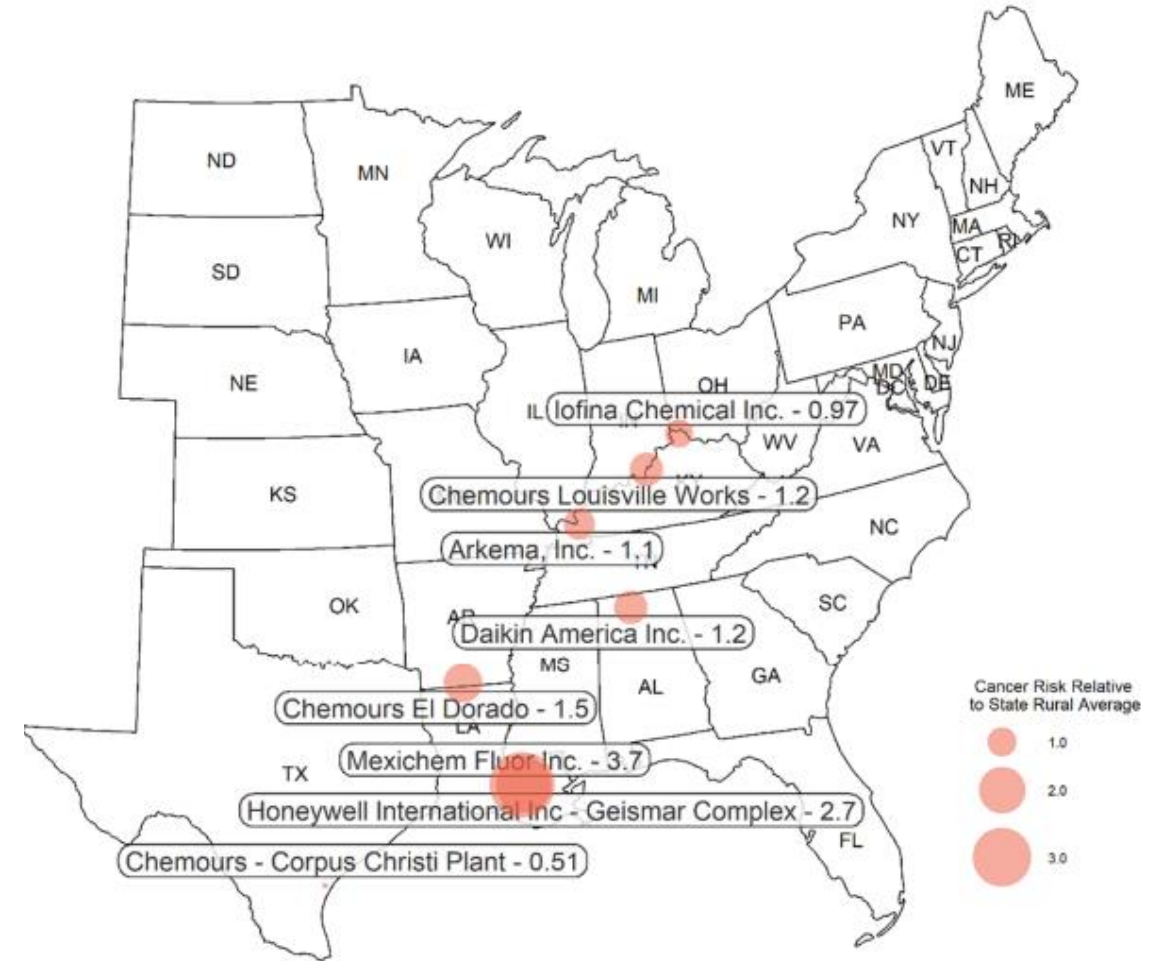 ME
ND
MN
VT
NH
NY
WI
MA
RI
CT
SD
MI
PA
NJ
IA
MD
DC
DE
NE
OH
IL
Iofina Chemical Inc. - 0.97
WV
VA
KS
Chemours Louisville Works - 1.2
NC
Arkema, Inc. - 1.1
OK
SC
AR
Daikin America Inc. - 1.2
MS
GA
AL
Chemours El Dorado - 1.5
LA
Cancer Risk Relative
to State Rural Average
1.0
Mexichem Fluor Inc. - 3.7
TX
2.0
Honeywell International Inc - Geismar Complex - 2.7
FL
3.0
Chemours - Corpus Christi Plant - 0.51